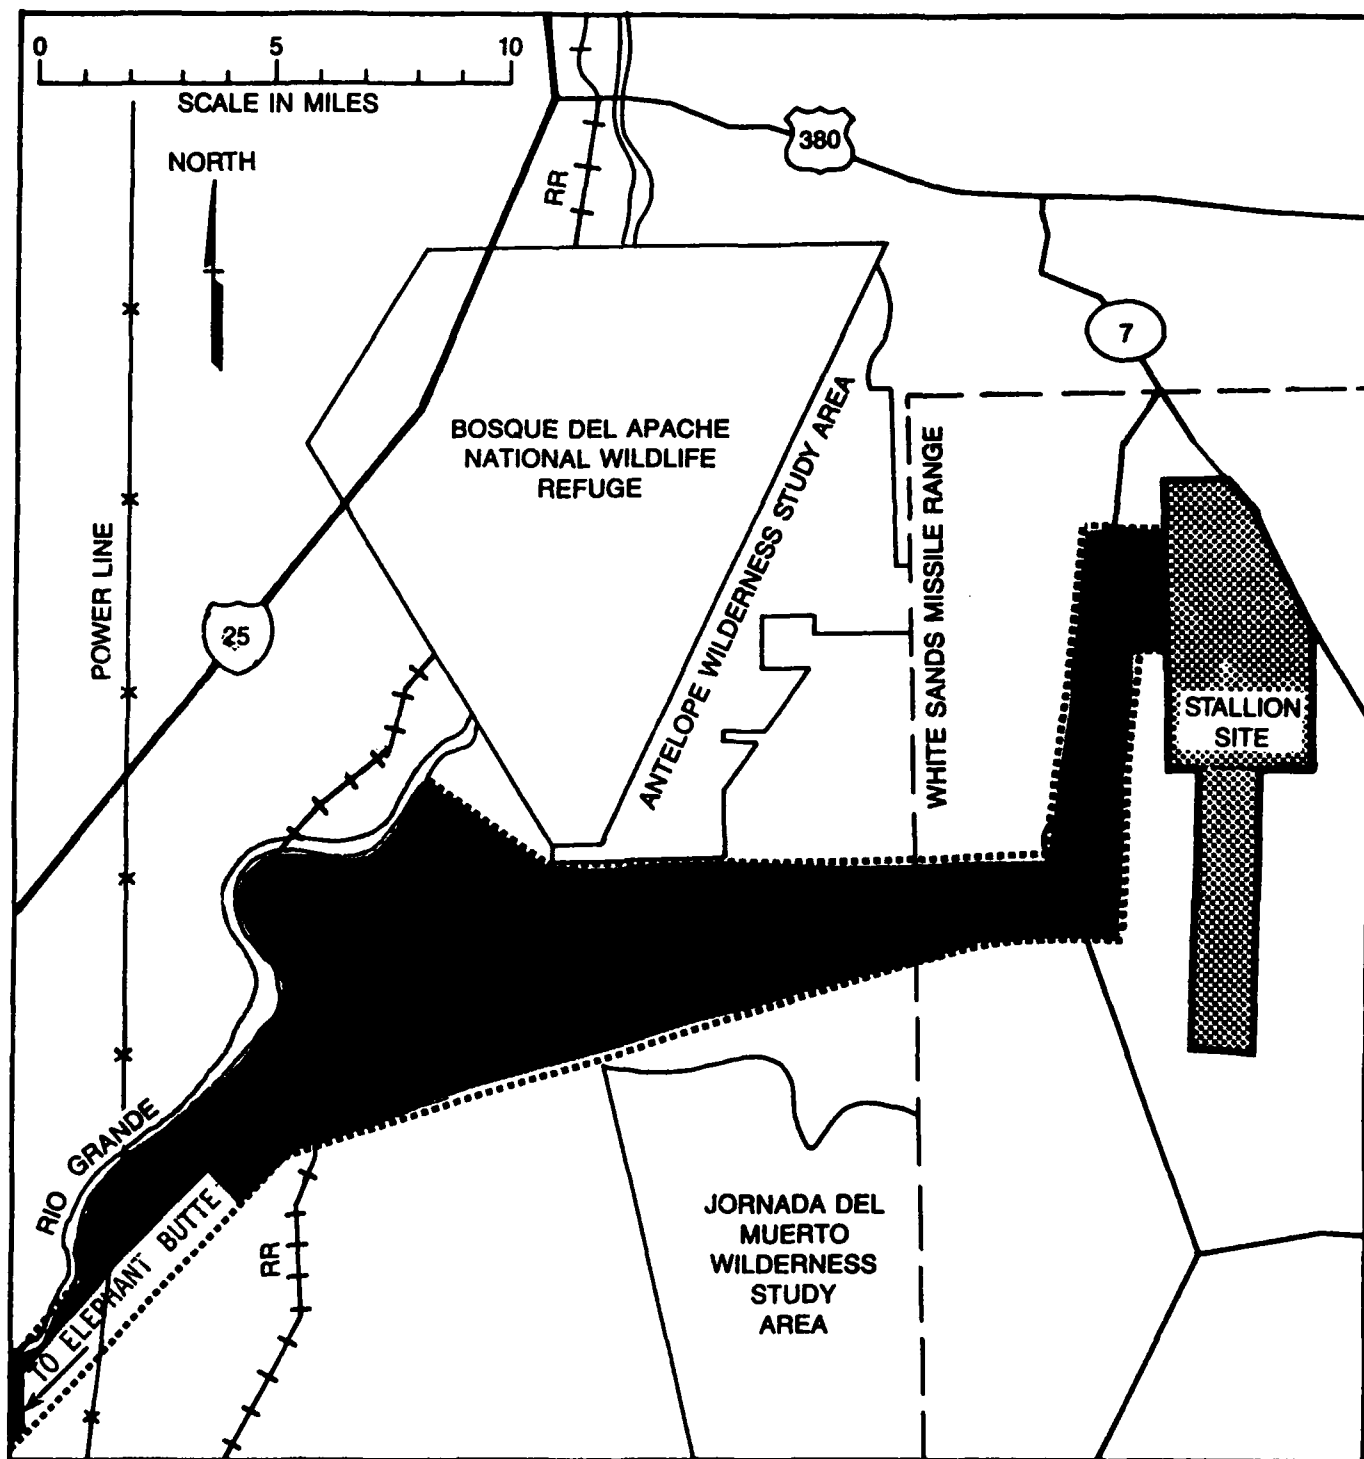 0 5 10
SCALE IN MILES
NORTH
RR
380
7
BOSQUE DEL APACHE
NATIONAL WILDLIFE
REFUGE
ANTELOPE WILDERNESS STUDY AREA
WHITE SANDS MISSILE RANGE
POWER LINE
25
STALLION
SITE
RIO GRANDE
TO ELEPHANT BUTTE
RR
JORNADA DEL
MUERTO
WILDERNESS
STUDY
AREA